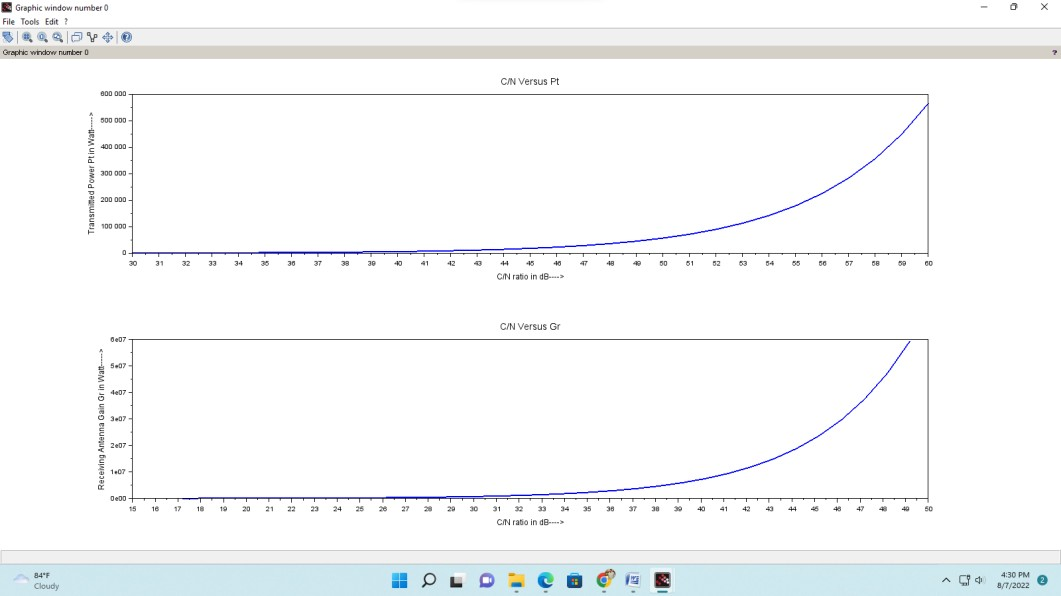 Graphic window number 0
File Tools Edit ?
Graphic window number 0 ?
C/N Versus Pt
Transmitted Power Pt in Watt----->
600 000
500 000
400 000
300 000
200 000
100 000
0
30 31 32 33 34 35 36 37 38 39 40 41 42 43 44 45 46 47 48 49 50 51 52 53 54 55 56 57 58 59 60
C/N ratio in dB---->
C/N Versus Gr
Receiving Antenna Gain Gr in Watt----->
6e07
5e07
4e07
3e07
2e07
1e07
0e00
15 16 17 18 19 20 21 22 23 24 25 26 27 28 29 30 31 32 33 34 35 36 37 38 39 40 41 42 43 44 45 46 47 48 49 50
C/N ratio in dB---->
84°F
Cloudy
4:30 PM
8/7/2022
2